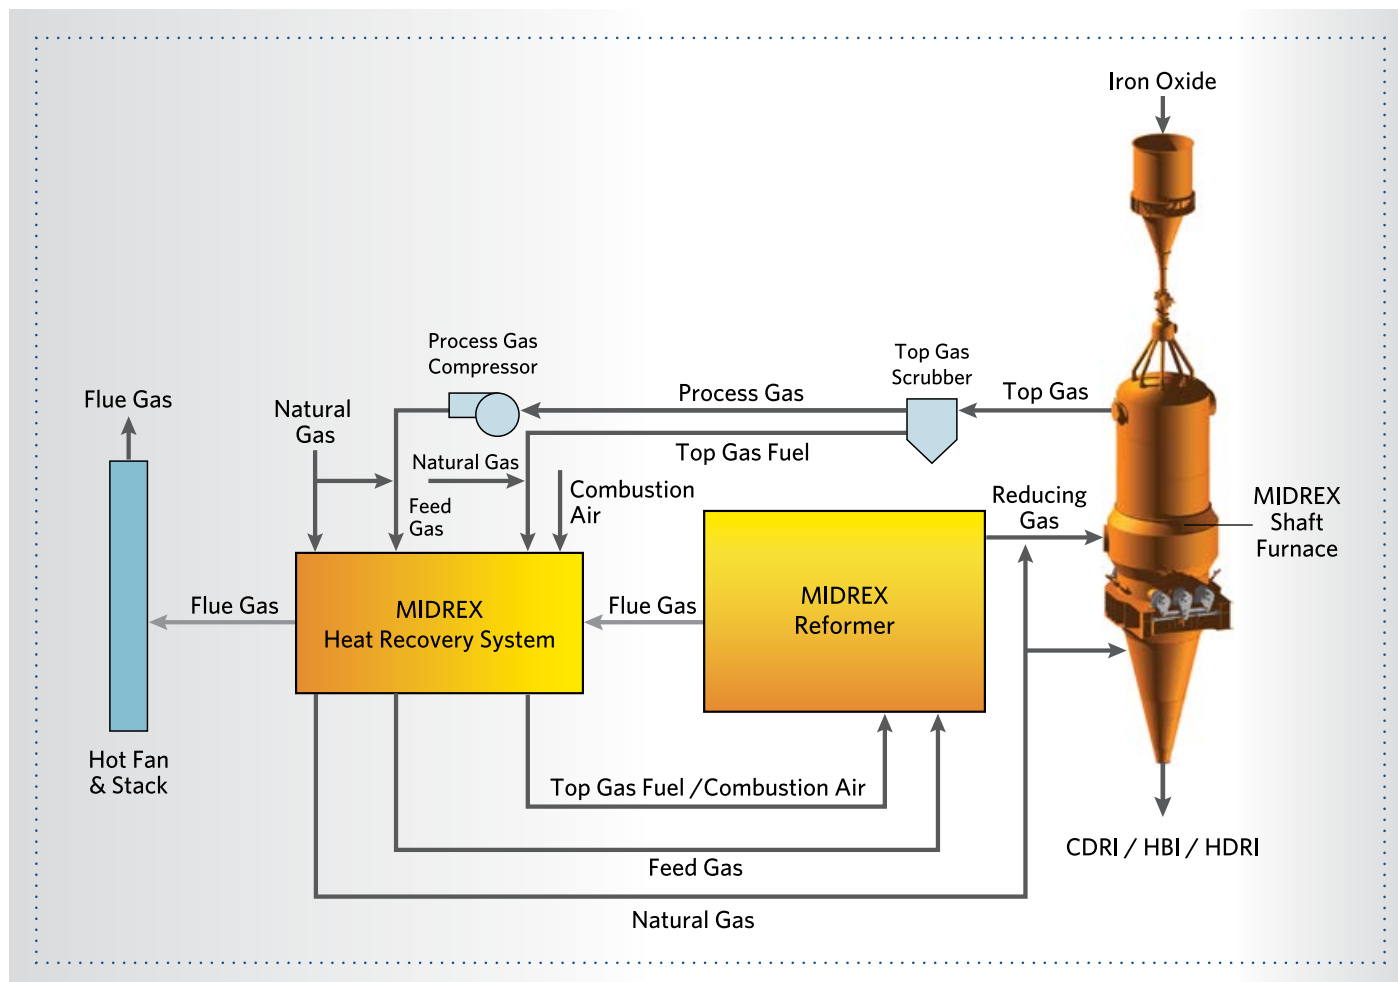 Iron Oxide
Process Gas
Compressor
Top Gas
Scrubber
Flue Gas
Natural
Gas
Process Gas
Top Gas
Top Gas Fuel
Natural Gas
Feed
Gas
Combustion
Air
Reducing
Gas
MIDREX
Shaft
Furnace
Flue Gas
MIDREX
Heat Recovery System
Flue Gas
MIDREX
Reformer
Hot Fan
& Stack
Top Gas Fuel / Combustion Air
Feed Gas
CDRI / HBI / HDRI
Natural Gas